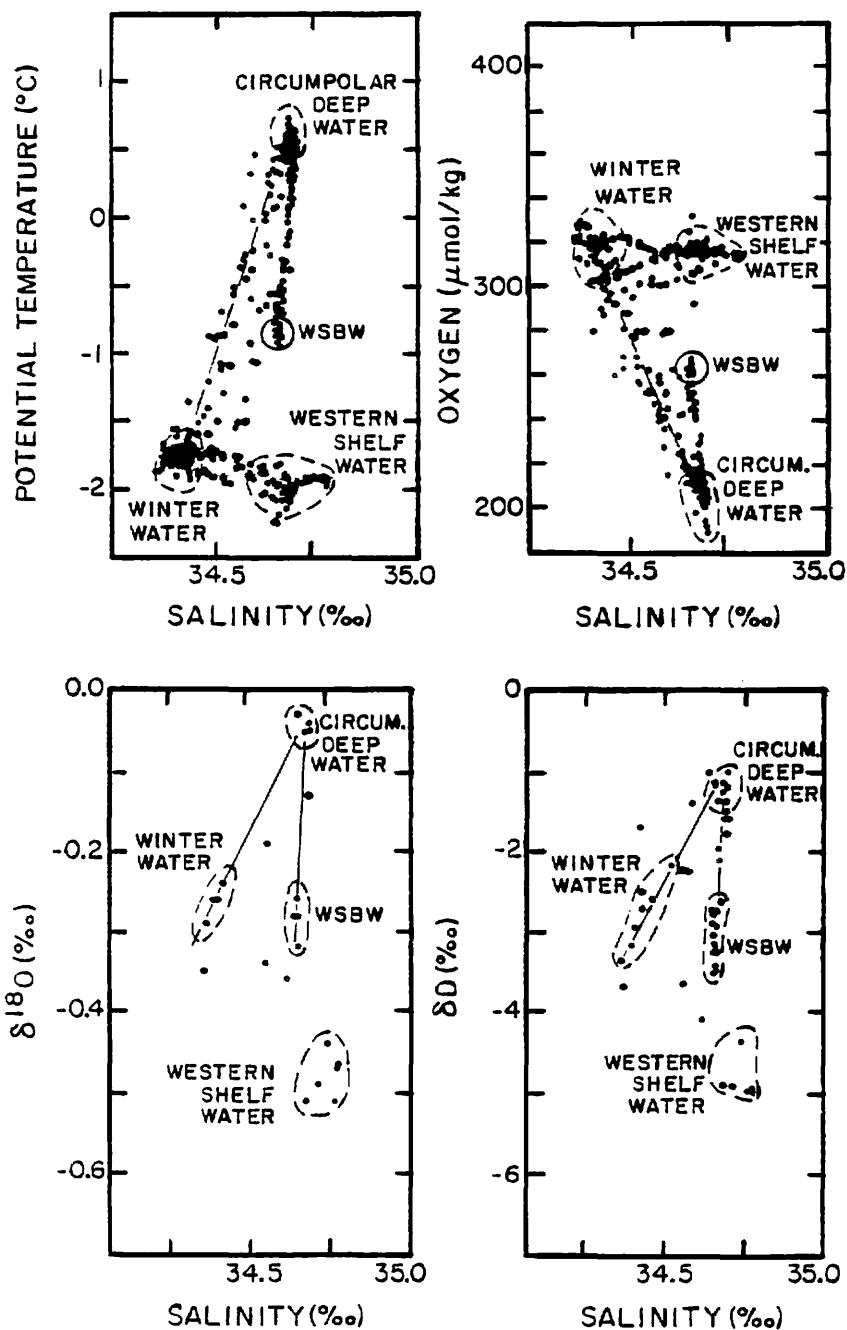 POTENTIAL TEMPERATURE (°C)
1
0
-1
-2
CIRCUMPOLAR
DEEP
WATER
WSBW
WESTERN
SHELF
WATER
WINTER
WATER
34.5
35.0
SALINITY (‰)
OXYGEN (μmol/kg)
400
300
200
WINTER
WATER
WESTERN
SHELF
WATER
WSBW
CIRCUM.
DEEP
WATER
34.5
35.0
SALINITY (‰)
δ18O (‰)
0.0
-0.2
-0.4
-0.6
CIRCUM.
DEEP
WATER
WINTER
WATER
WSBW
WESTERN
SHELF
WATER
34.5
35.0
SALINITY (‰)
δD (‰)
0
-2
-4
-6
CIRCUM.
DEEP
WATER
WINTER
WATER
WSBW
WESTERN
SHELF
WATER
34.5
35.0
SALINITY (‰)